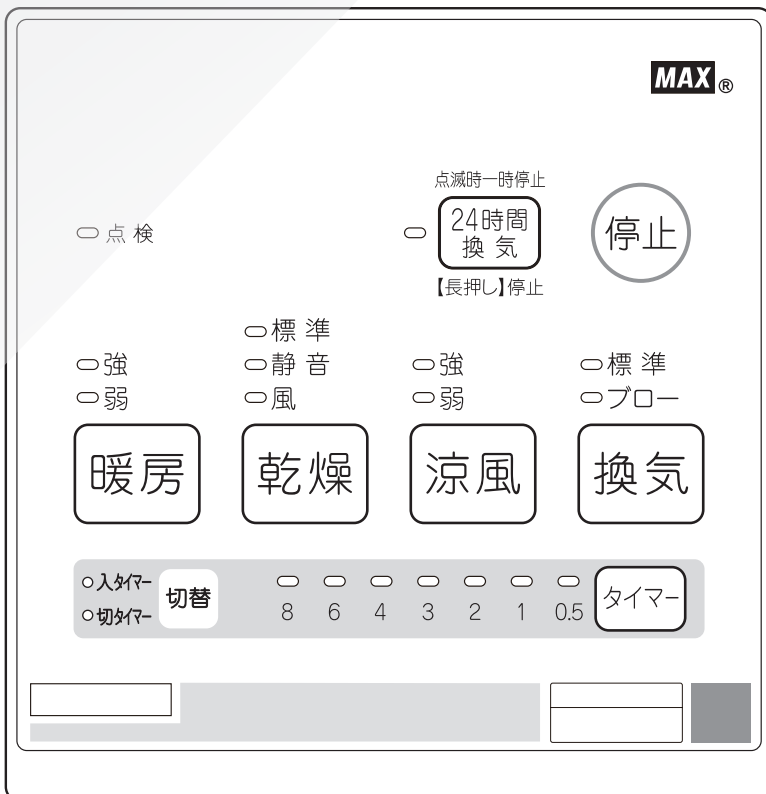 MAX®
点滅時一時停止
点検
24時間
換気
停止
【長押し】停止
標準
強
静音
強
標準
弱
風
弱
ブロー
暖房
乾燥
涼風
換気
入タイマー
切タイマー
切替
8 6 4 3 2 1 0.5
タイマー